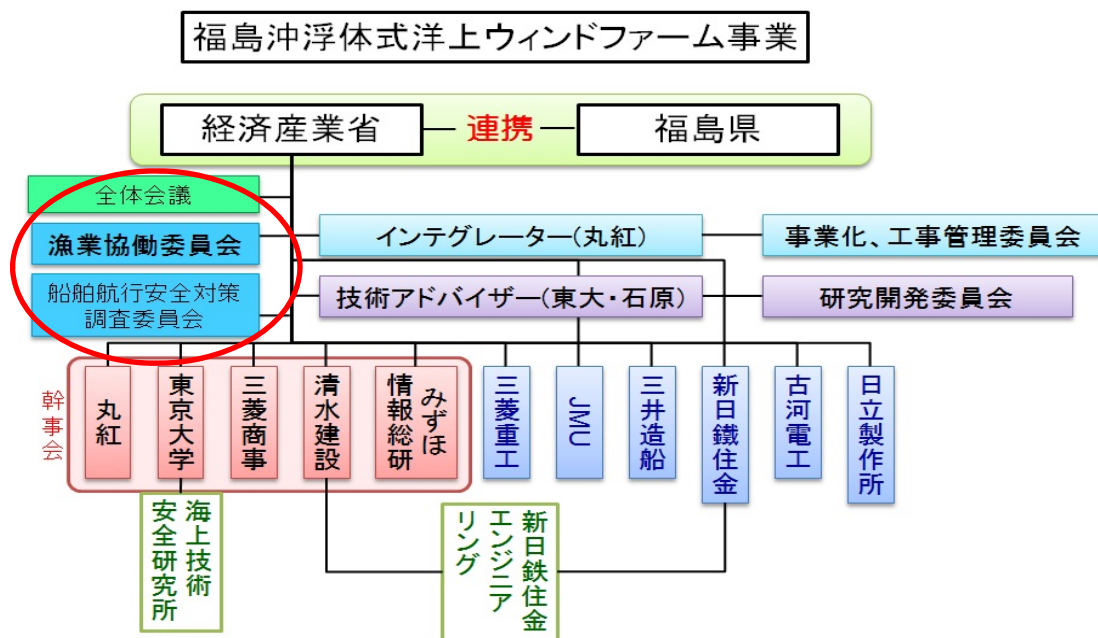 福島沖浮体式洋上ウィンドファーム事業
経済産業省
連携
福島県
全体会議
漁業協働委員会
インテグレーター(丸紅)
事業化、工事管理委員会
船舶航行安全対策
調査委員会
技術アドバイザー(東大・石原)
研究開発委員会
幹事会
丸紅
東京大学
三菱商事
清水建設
みずほ
情報総研
三菱重工
JMU
三井造船
新日鐵住金
古河電工
日立製作所
海上技術
安全研究所
新日鉄住金
エンジニア
リング